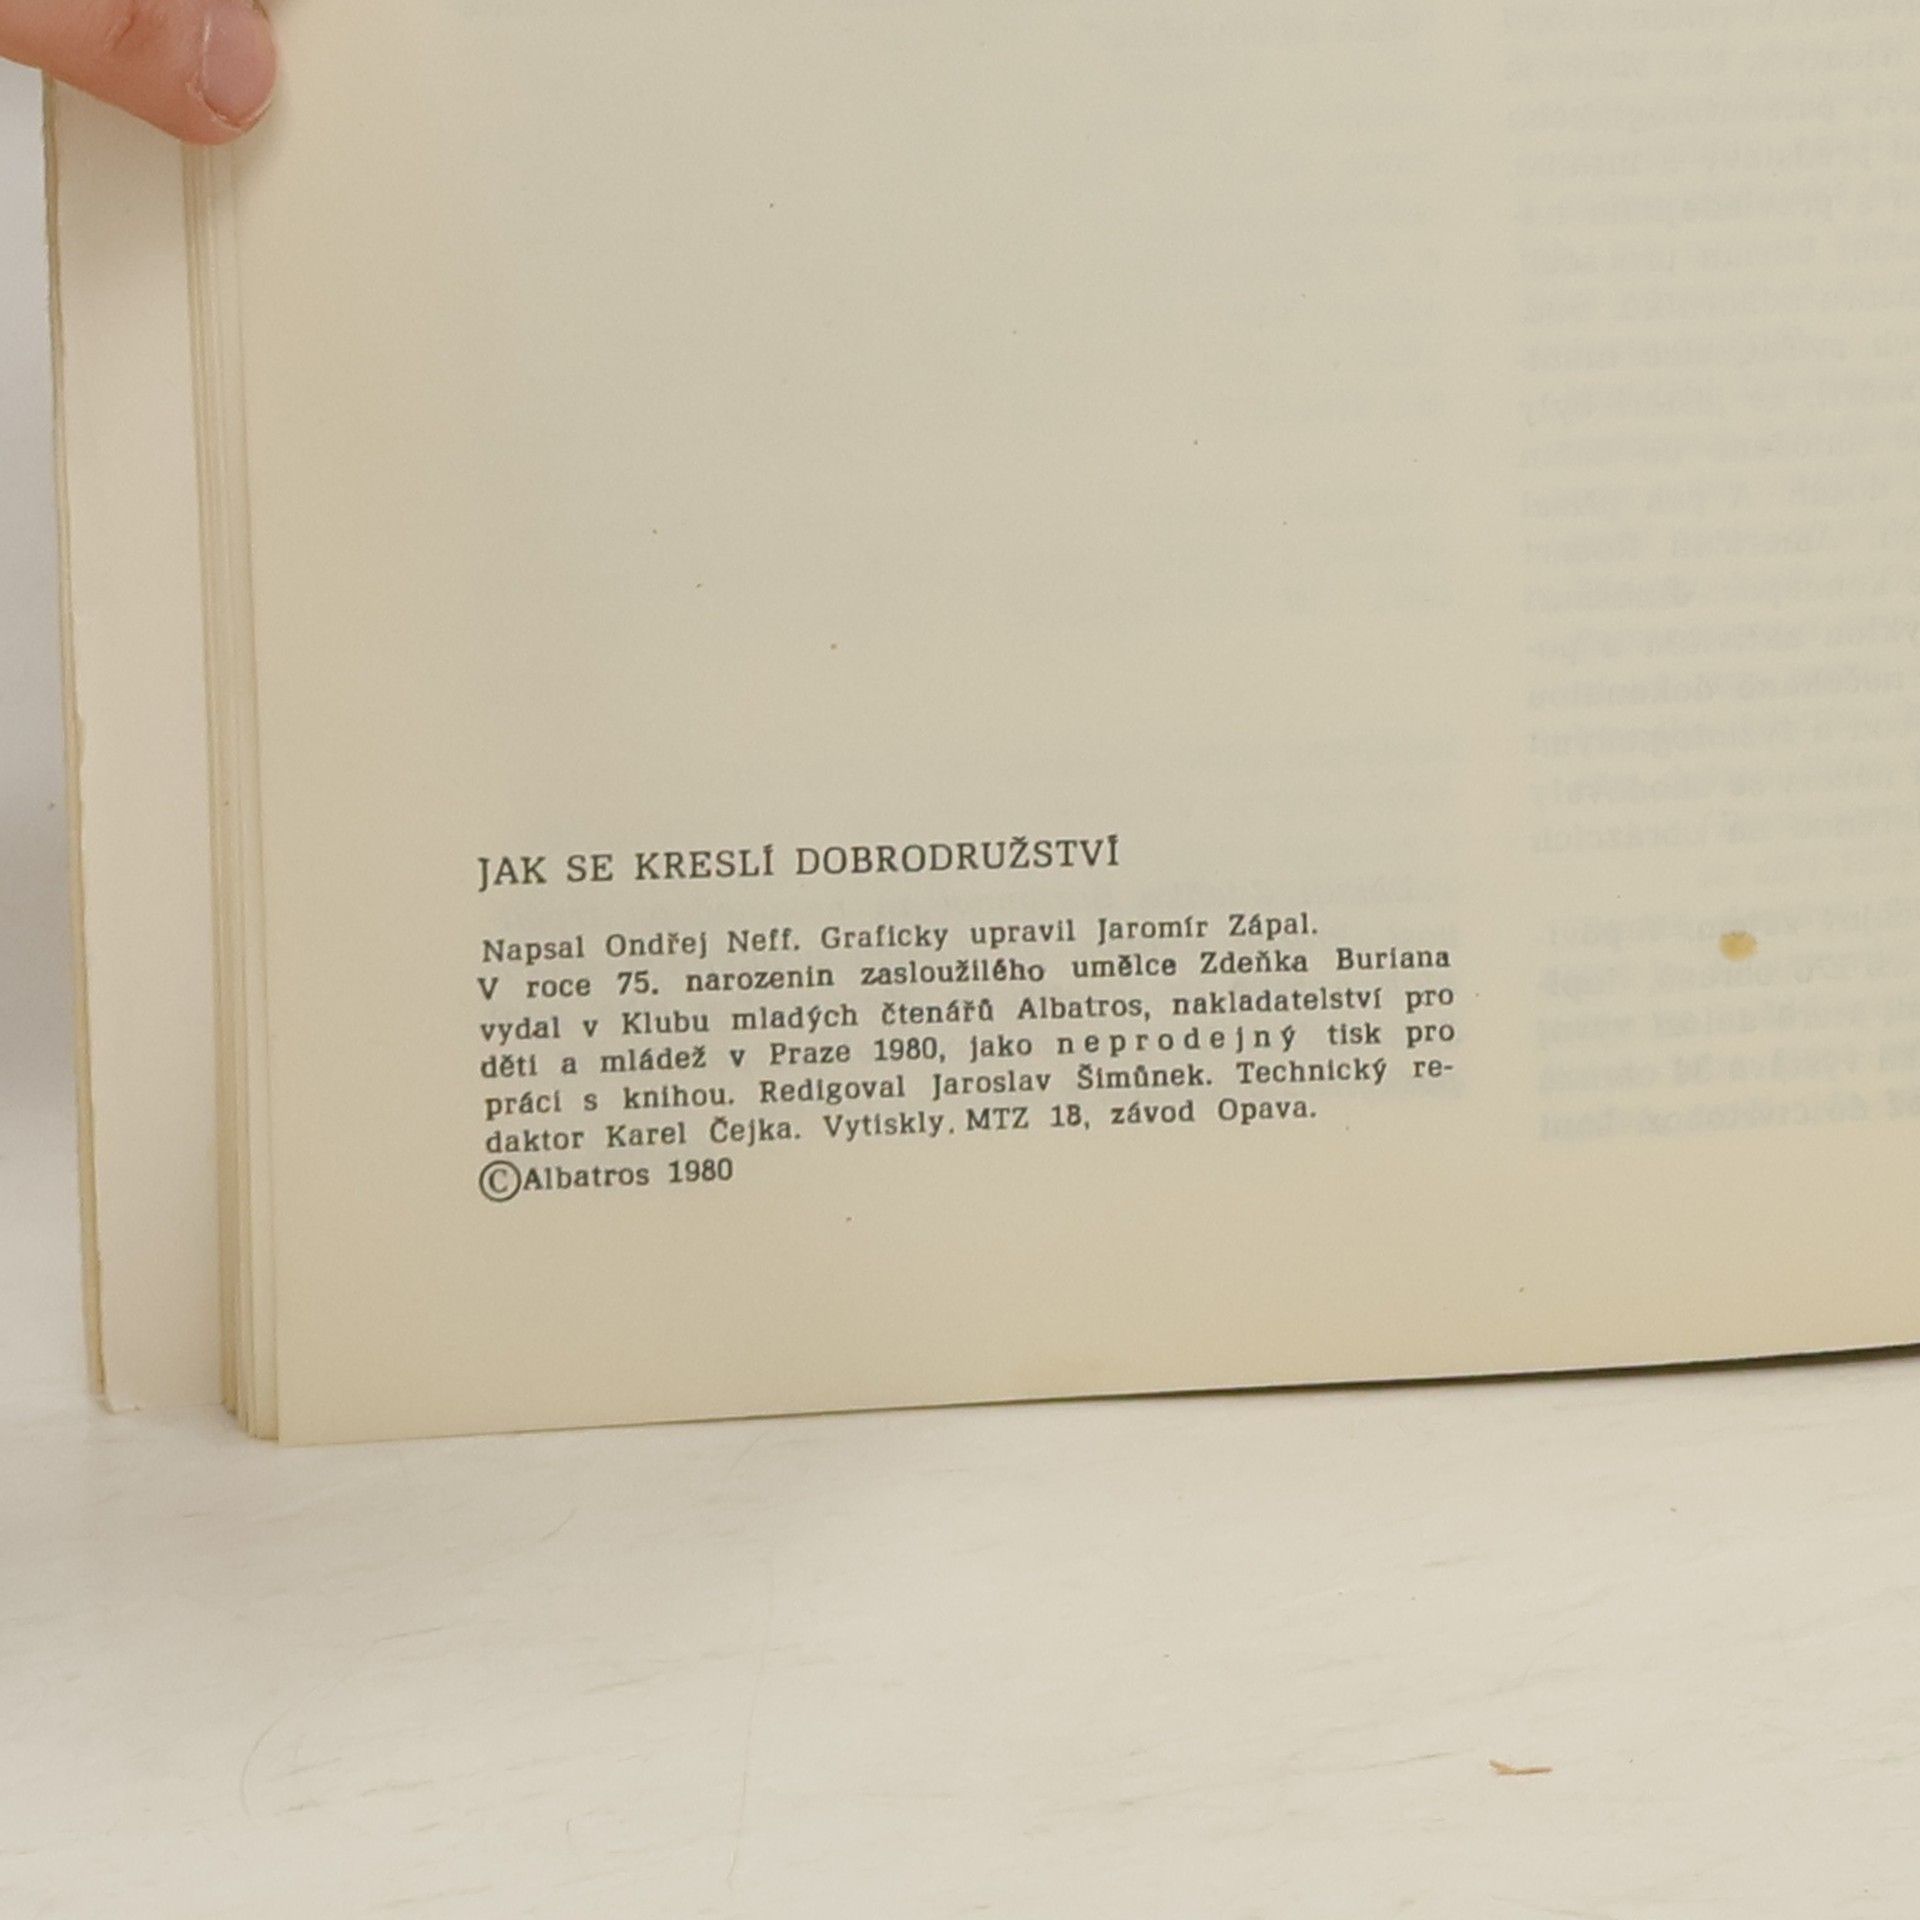 JAK SE KRESLÍ DOBRODRUŽSTVÍ
Napsal Ondřej Neff. Graficky upravil Jaromír Zápal.
V roce 75. narozenin zasloužilého umělce Zdeňka Buriana
vydal v Klubu mladých čtenářů Albatros, nakladatelství pro
děti a mládež v Praze 1980, jako neprodejný tisk pro
práci s knihou. Redigoval Jaroslav Šimůnek. Technický re-
daktor Karel Čejka. Vytiskly. MTZ 18, závod Opava.
©Albatros 1980